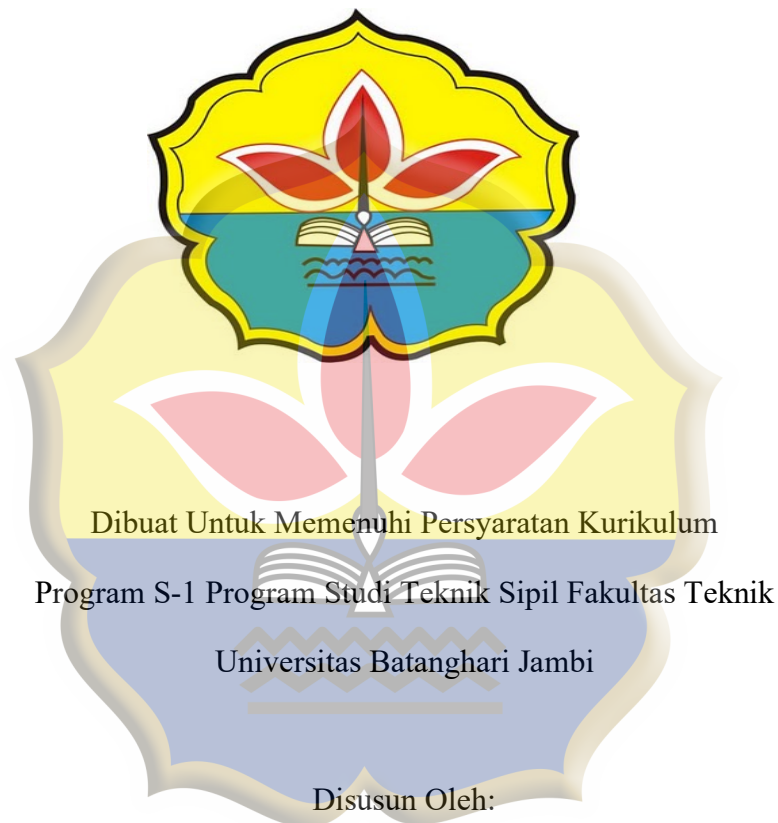 Dibuat Untuk Memenuhi Persyaratan Kurikulum
Program S-1 Program Studi Teknik Sipil Fakultas Teknik
Universitas Batanghari Jambi
Disusun Oleh: